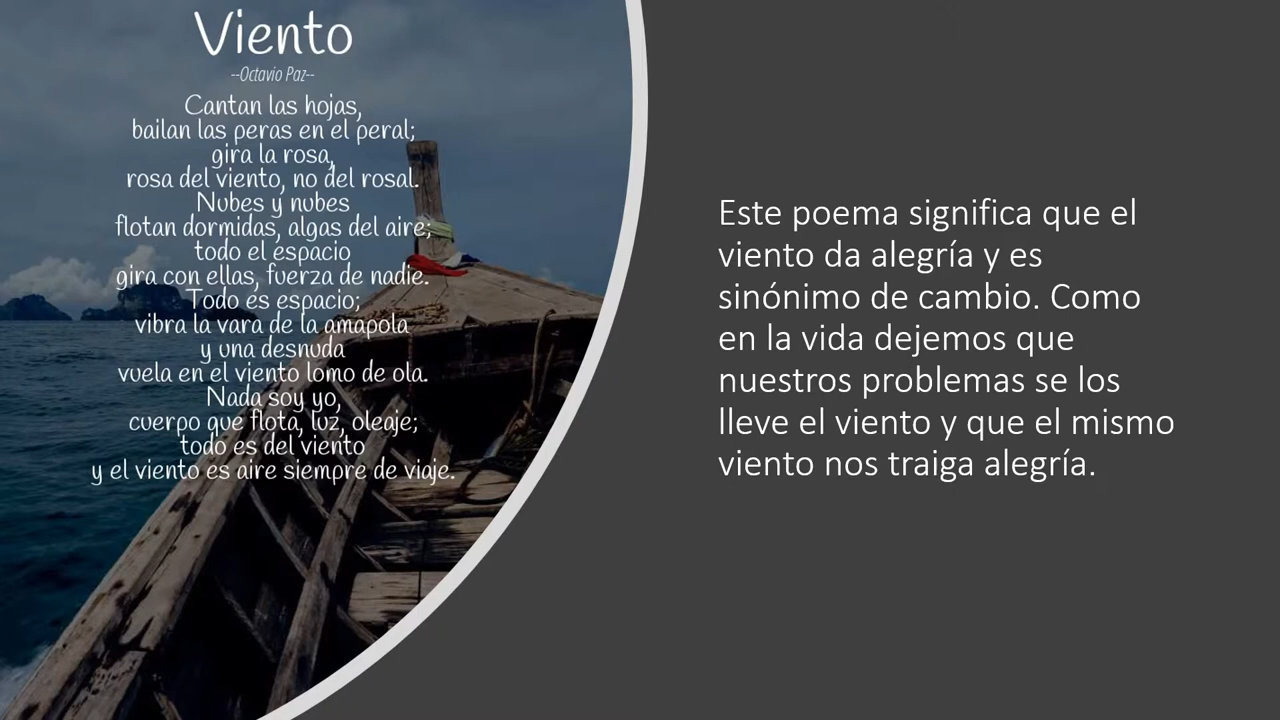 Viento
--Octavio Paz--
Cantan las hojas,
bailan las peras en el peral;
gira la rosa,
rosa del viento, no del rosal.
Nubes y nubes
flotan dormidas, algas del aire;
todo el espacio
gira con ellas, fuerza de nadie.
Todo es espacio;
vibra la vara de la amapola
y una desnuda
vuela en el viento lomo de ola.
Nada soy yo,
cuerpo que flota, luz, oleaje;
todo es del viento
y el viento es aire siempre de viaje.
Este poema significa que el
viento da alegría y es
sinónimo de cambio. Como
en la vida dejemos que
nuestros problemas se los
lleve el viento y que el mismo
viento nos traiga alegría.